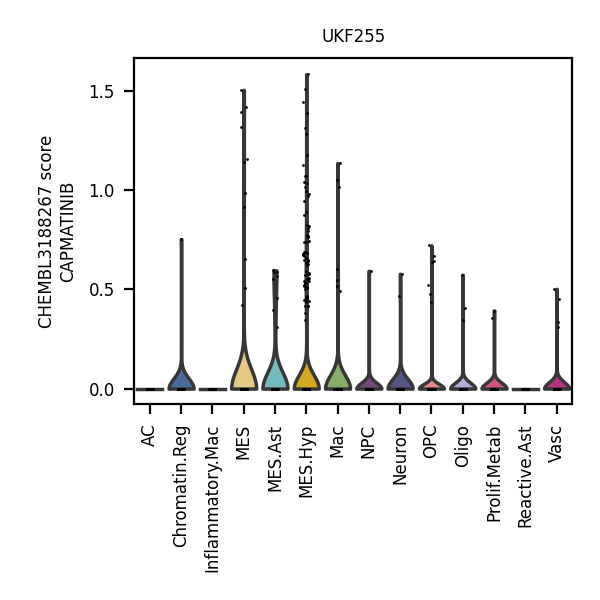 UKF255
CHEMBL3188267 score
CAPMATINIB
1.5
1.0
0.5
0.0
AC
Chromatin.Reg
Inflammatory.Mac
MES
MES.Ast
MES.Hyp
Mac
NPC
Neuron
OPC
Oligo
Prolif.Metab
Reactive.Ast
Vasc